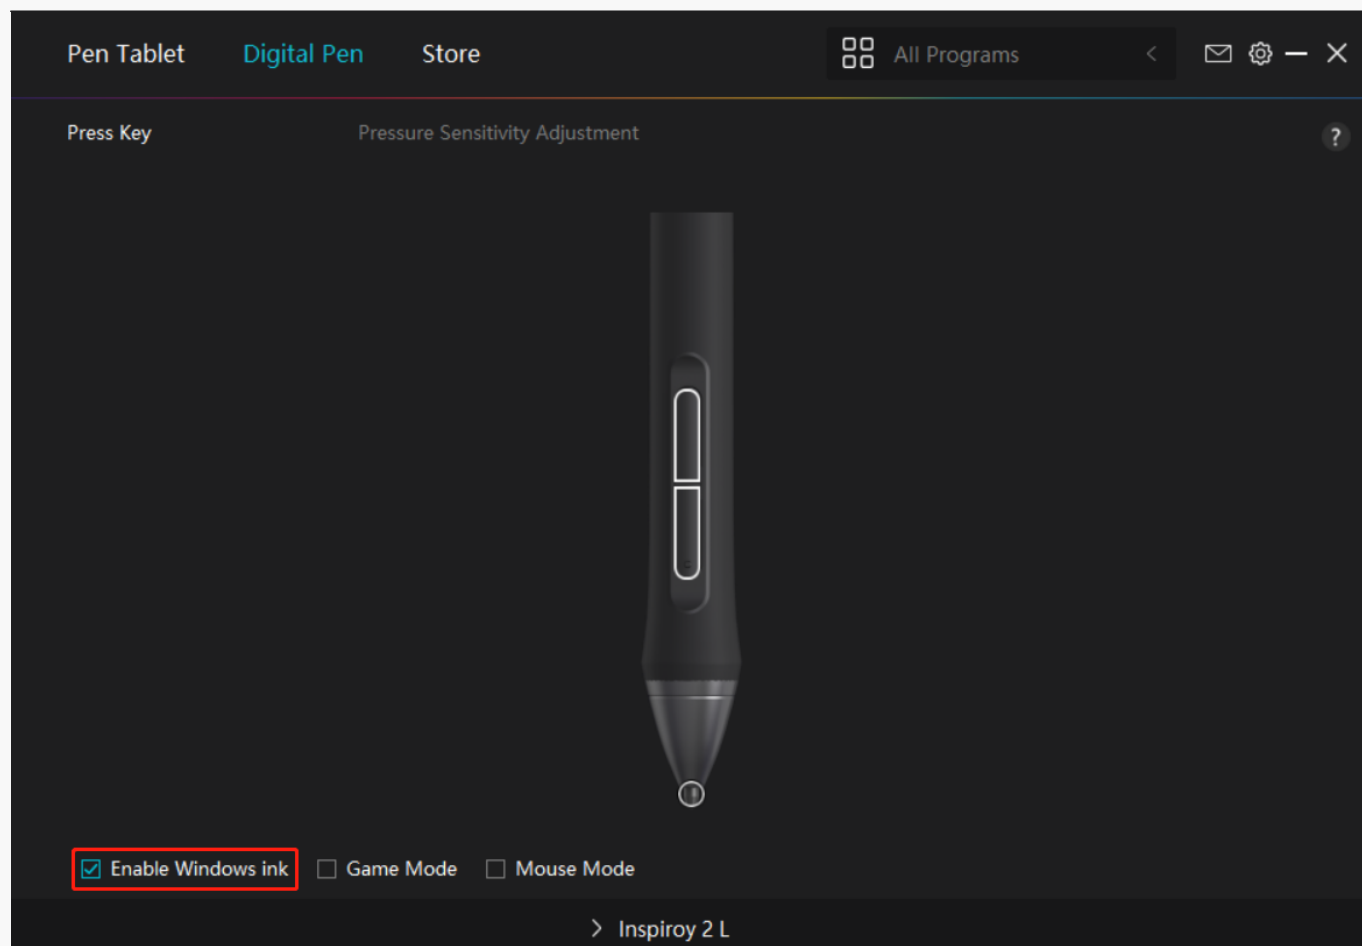 Pen Tablet Digital Pen Store All Programs
Press Key Pressure Sensitivity Adjustment ?
Enable Windows ink Game Mode Mouse Mode
Inspiroy 2 L